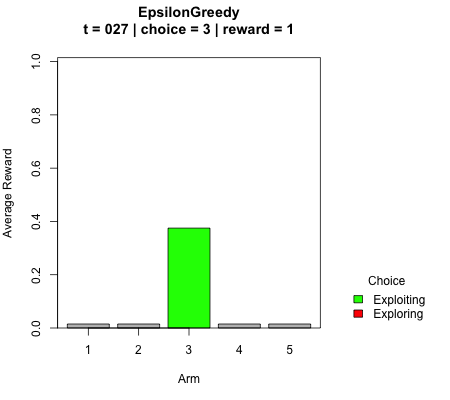 EpsilonGreedy
t = 027 | choice = 3 | reward = 1
Average Reward
1.0
0.8
0.6
0.4
0.2
0.0
1 2 3 4 5
Arm
Choice
Exploiting
Exploring